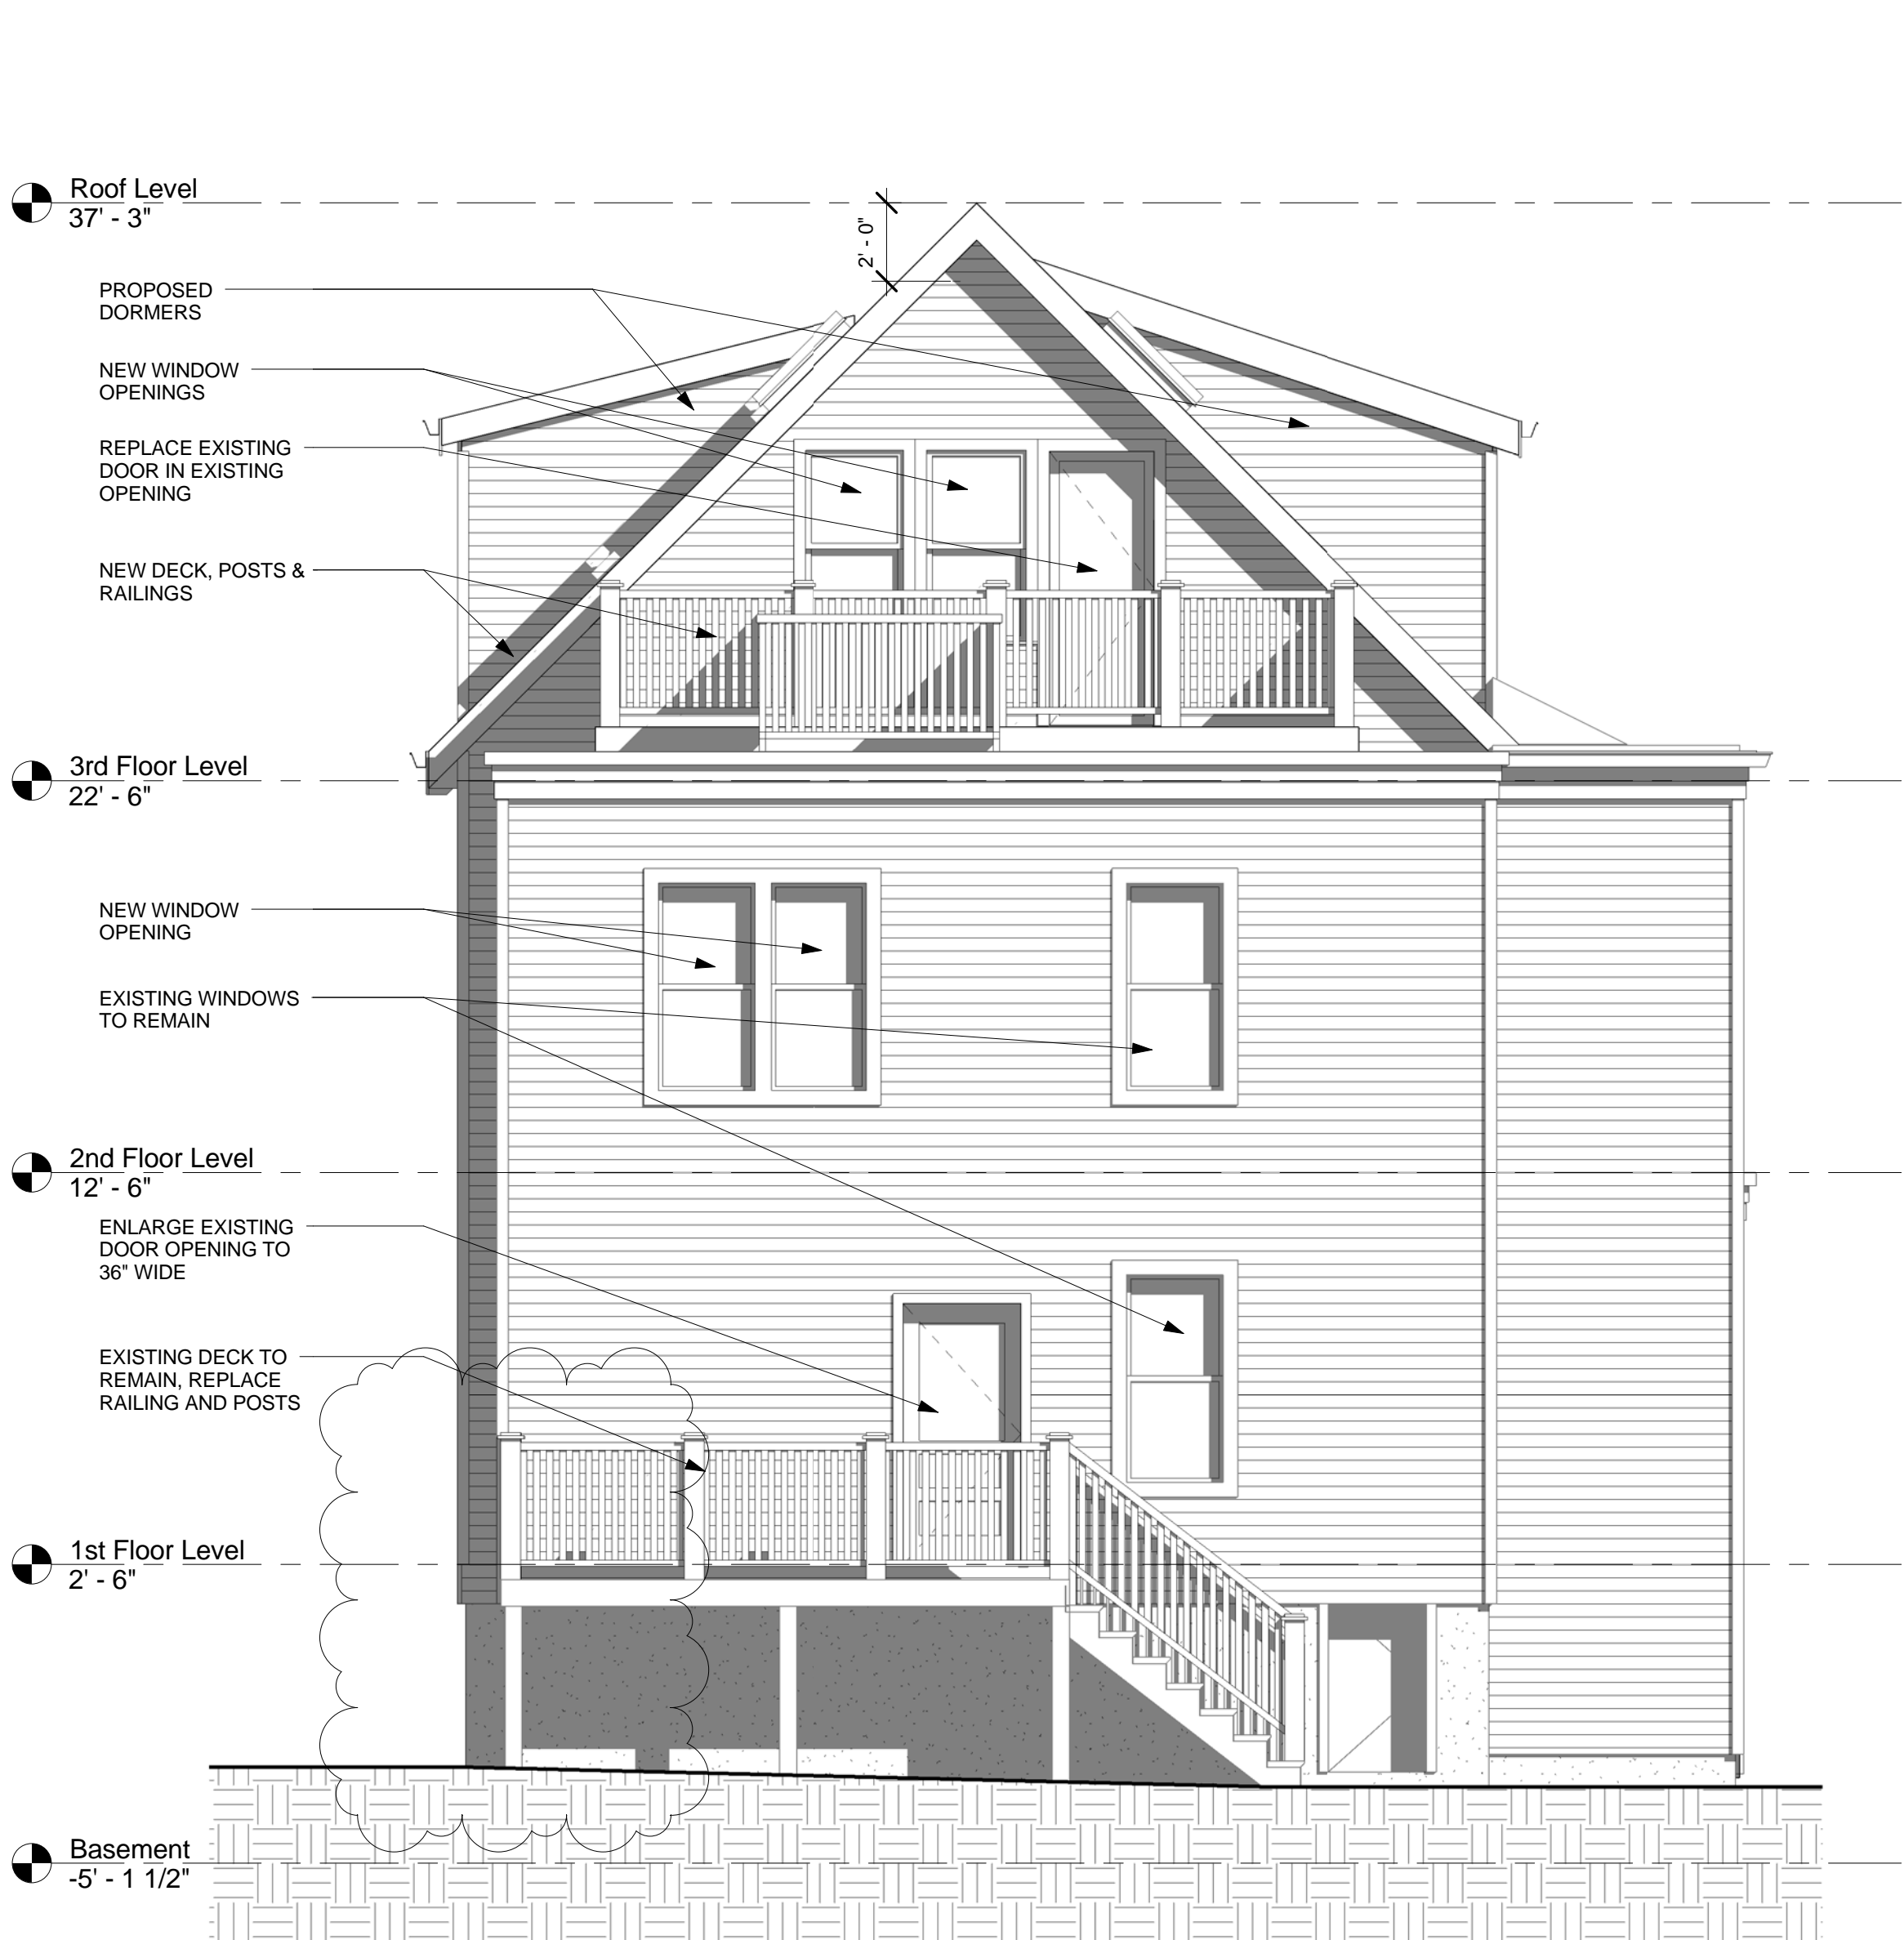 Roof Level
37' - 3"
2' - 0"
PROPOSED
DORMERS
NEW WINDOW
OPENINGS
REPLACE EXISTING
DOOR IN EXISTING
OPENING
NEW DECK, POSTS &
RAILINGS
3rd Floor Level
22' - 6"
NEW WINDOW
OPENING
EXISTING WINDOWS
TO REMAIN
2nd Floor Level
12' - 6"
ENLARGE EXISTING
DOOR OPENING TO
36" WIDE
EXISTING DECK TO
REMAIN, REPLACE
RAILING AND POSTS
1st Floor Level
2' - 6"
Basement
-5' - 1 1/2"